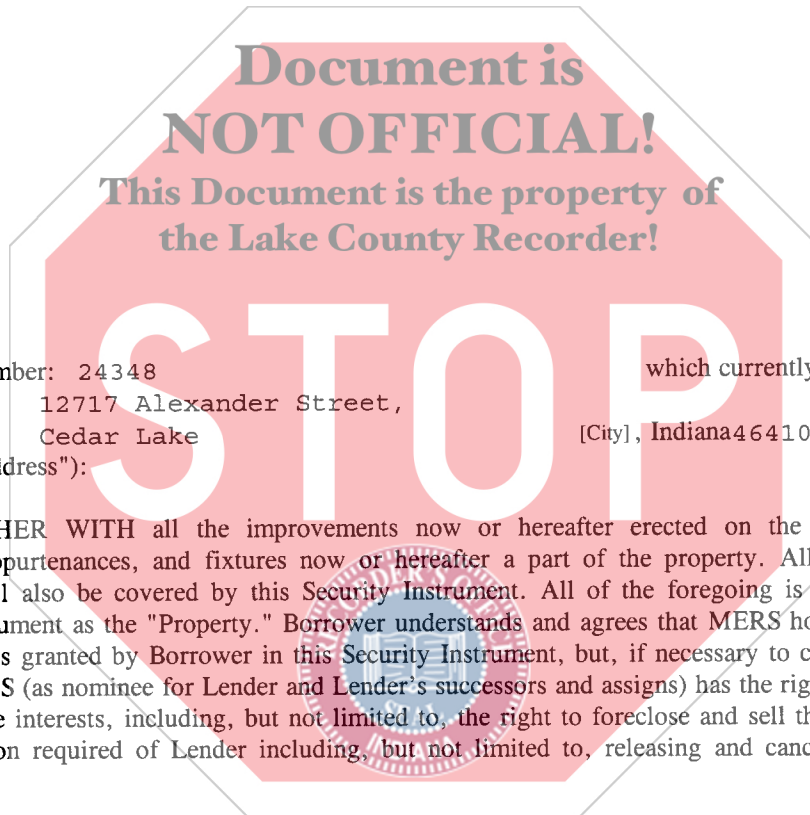 Document is
NOT OFFICIAL!
This Document is the property of
the Lake County Recorder!
STOP
mber: 24348 which currently
12717 Alexander Street,
Cedar Lake [City] , Indiana46410
ldress"):
HER WITH all the improvements now or hereafter erected on the
ppurtenances, and fixtures now or hereafter a part of the property. All
l also be covered by this Security Instrument. All of the foregoing is
ument as the "Property." Borrower understands and agrees that MERS ho
s granted by Borrower in this Security Instrument, but, if necessary to c
S (as nominee for Lender and Lender's successors and assigns) has the rig
e interests, including, but not limited to, the right to foreclose and sell th
on required of Lender including, but not limited to, releasing and canc
RECORDER'S OFFICE
SEAL
INDIANA